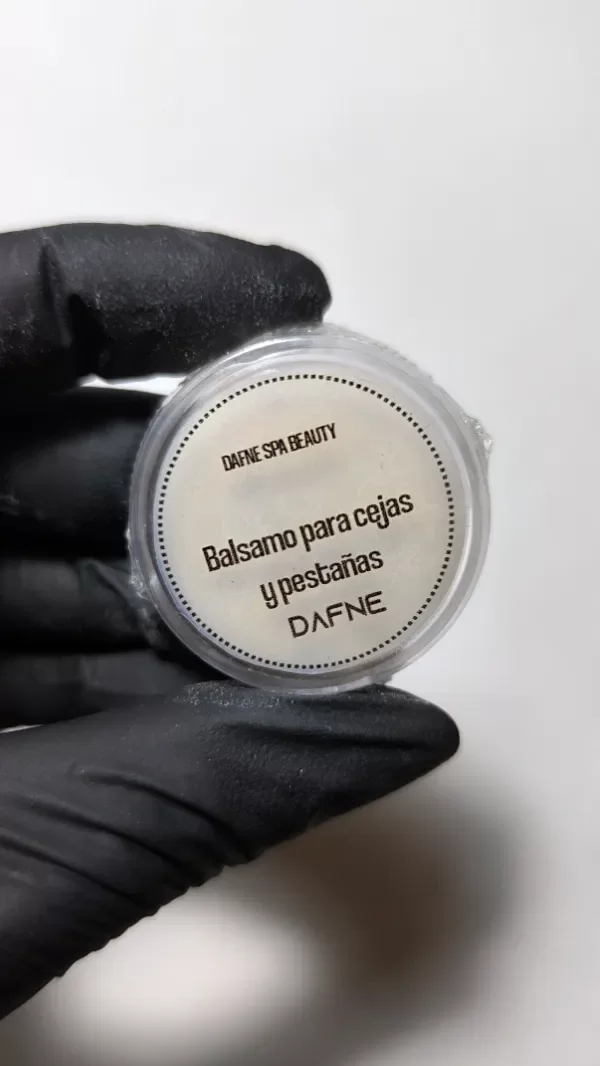 DAFNE SPA BEAUTY
Balsamo para cejas
y pestañas
DAFNE